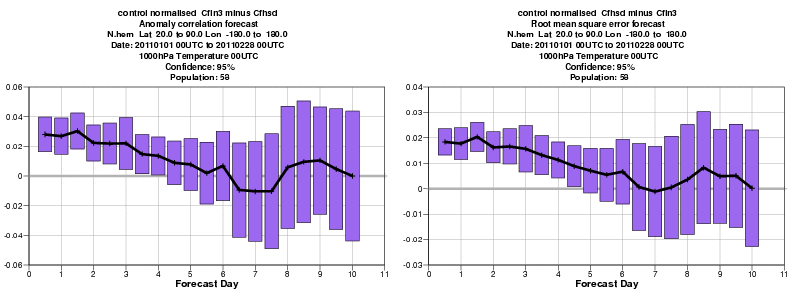 control normalised Cfin3 minus Cfhsd
Anomaly correlation forecast
N.hem Lat 20.0 to 90.0 Lon -180.0 to 180.0
Date: 20110101 00UTC to 20110228 00UTC
1000hPa Temperature 00UTC
Confidence: 95%
Population: 58
0.06
0.04
0.02
0
-0.02
-0.04
-0.06
0 1 2 3 4 5 6 7 8 9 10 11
Forecast Day
control normalised Cfhsd minus Cfin3
Root mean square error forecast
N.hem Lat 20.0 to 90.0 Lon -180.0 to 180.0
Date: 20110101 00UTC to 20110228 00UTC
1000hPa Temperature 00UTC
Confidence: 95%
Population: 58
0.04
0.03
0.02
0.01
0
-0.01
-0.02
-0.03
0 1 2 3 4 5 6 7 8 9 10 11
Forecast Day